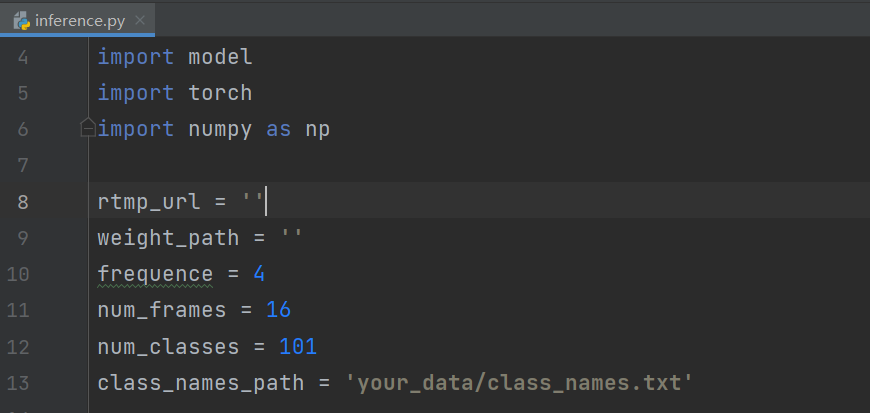 inference.py
4 import model
5 import torch
6 import numpy as np
7
8 rtmp_url = ''
9 weight_path = ''
10 frequence = 4
11 num_frames = 16
12 num_classes = 101
13 class_names_path = 'your_data/class_names.txt'